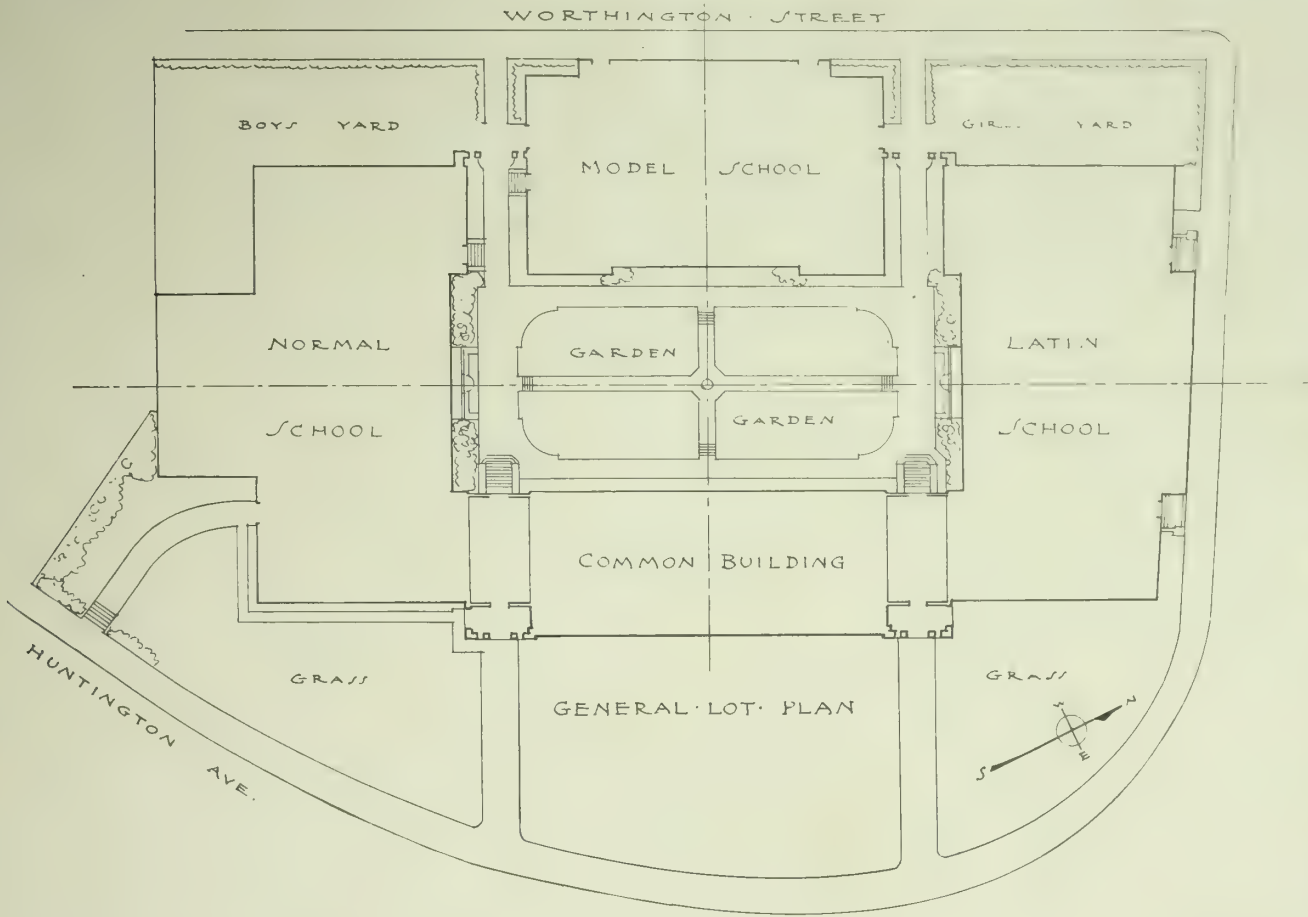 WORTHINGTON · STREET
BOYS YARD
YARD
MODEL SCHOOL
NORMAL
SCHOOL
GARDEN
GARDEN
LATIN
SCHOOL
COMMON BUILDING
GRASS
GRASS
GENERAL · LOT · PLAN
HUNTINGTON AVE.
S